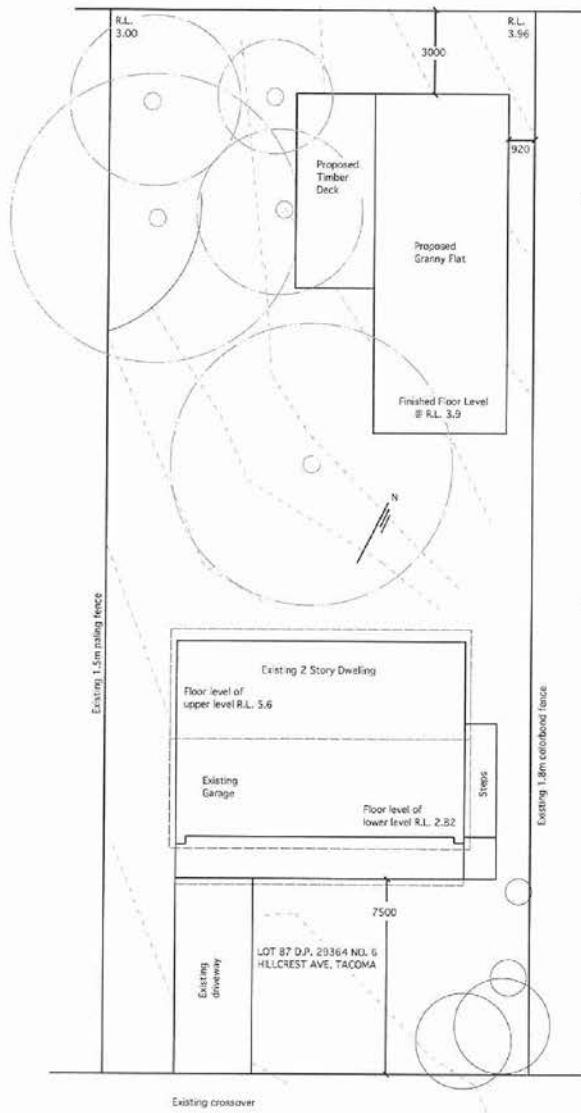 R.L.
3.00
R.L.
3.96
3000
920
Proposed
Timber
Deck
Proposed
Granny Flat
Finished Floor Level
@ R.L. 3.9
N
Existing 1.5m paling fence
Existing 1.8m colorbond fence
Existing 2 Story Dwelling
Floor level of
upper level R.L. 5.6
Existing
Garage
Steps
Floor level of
lower level R.L. 2.82
7500
LOT 87 D.P. 29364 NO. 6
HILLCREST AVE, TACOMA
Existing
driveway
Existing crossover